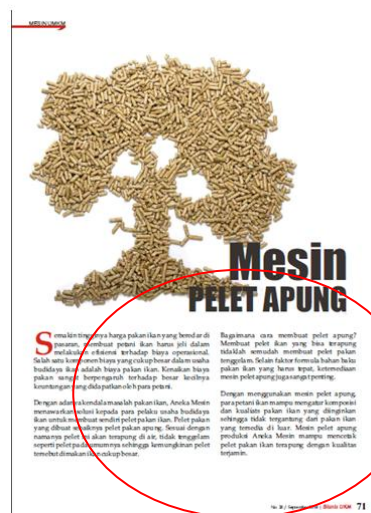 MESIN UMKM
Mesin
PELET APUNG
Semakin tingginya harga pakan ikan yang beredar di
pasaran, membuat petani ikan harus jeli dalam
melakukan efisiensi terhadap biaya operasional.
Salah satu komponen biaya yang cukup besar dalam usaha
budidaya ikan adalah biaya pakan ikan. Kenaikan biaya
pakan sangat berpengaruh terhadap besar kecilnya
keuntungan yang didapatkan oleh para petani.
Dengan adanya kendala masalah pakan ikan, Aneka Mesin
menawarkan solusi kepada para pelaku usaha budidaya
ikan untuk membuat sendiri pelet pakan ikan. Pelet pakan
yang dibuat sebaiknya pelet pakan apung. Sesuai dengan
namanya pelet ini akan terapung di air, tidak tenggelam
seperti pelet pada umumnya sehingga kemungkinan pelet
tersebut dimakan ikan cukup besar.
Bagaimana cara membuat pelet apung?
Membuat pelet ikan yang bisa terapung
tidaklah semudah membuat pelet pakan
tenggelam. Selain faktor formula bahan baku
pakan ikan yang harus tepat, ketersediaan
mesin pelet apung juga sangat penting.
Dengan menggunakan mesin pelet apung,
para petani ikan mampu mengatur komposisi
dan kualitas pakan ikan yang diinginkan
sehingga tidak tergantung dari pakan ikan
yang tersedia di luar. Mesin pelet apung
produksi Aneka Mesin mampu mencetak
pelet pakan ikan terapung dengan kualitas
terjamin.
71